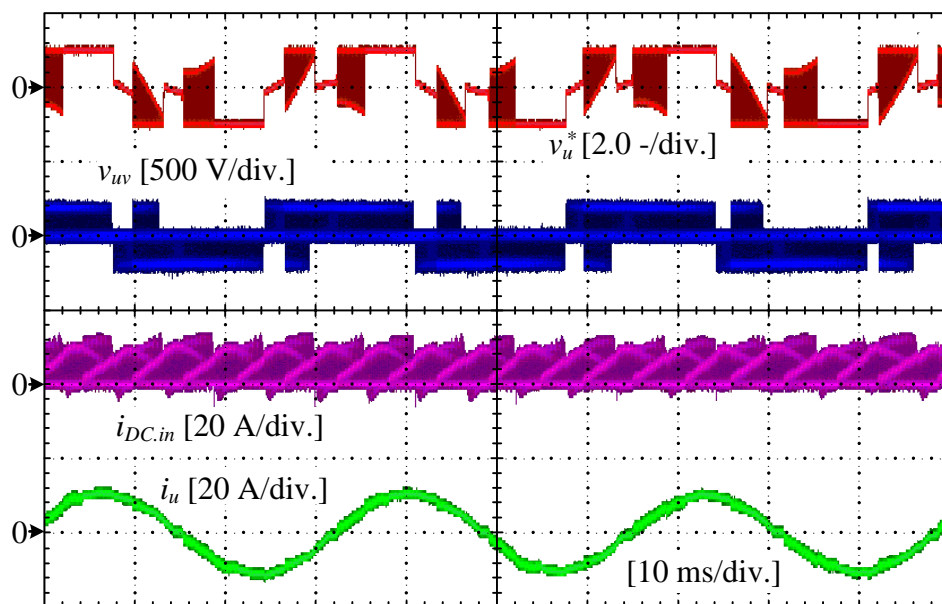 0
v_u^* [2.0 -/div.]
v_uv [500 V/div.]
0
0
i_DC.in [20 A/div.]
i_u [20 A/div.]
0
[10 ms/div.]